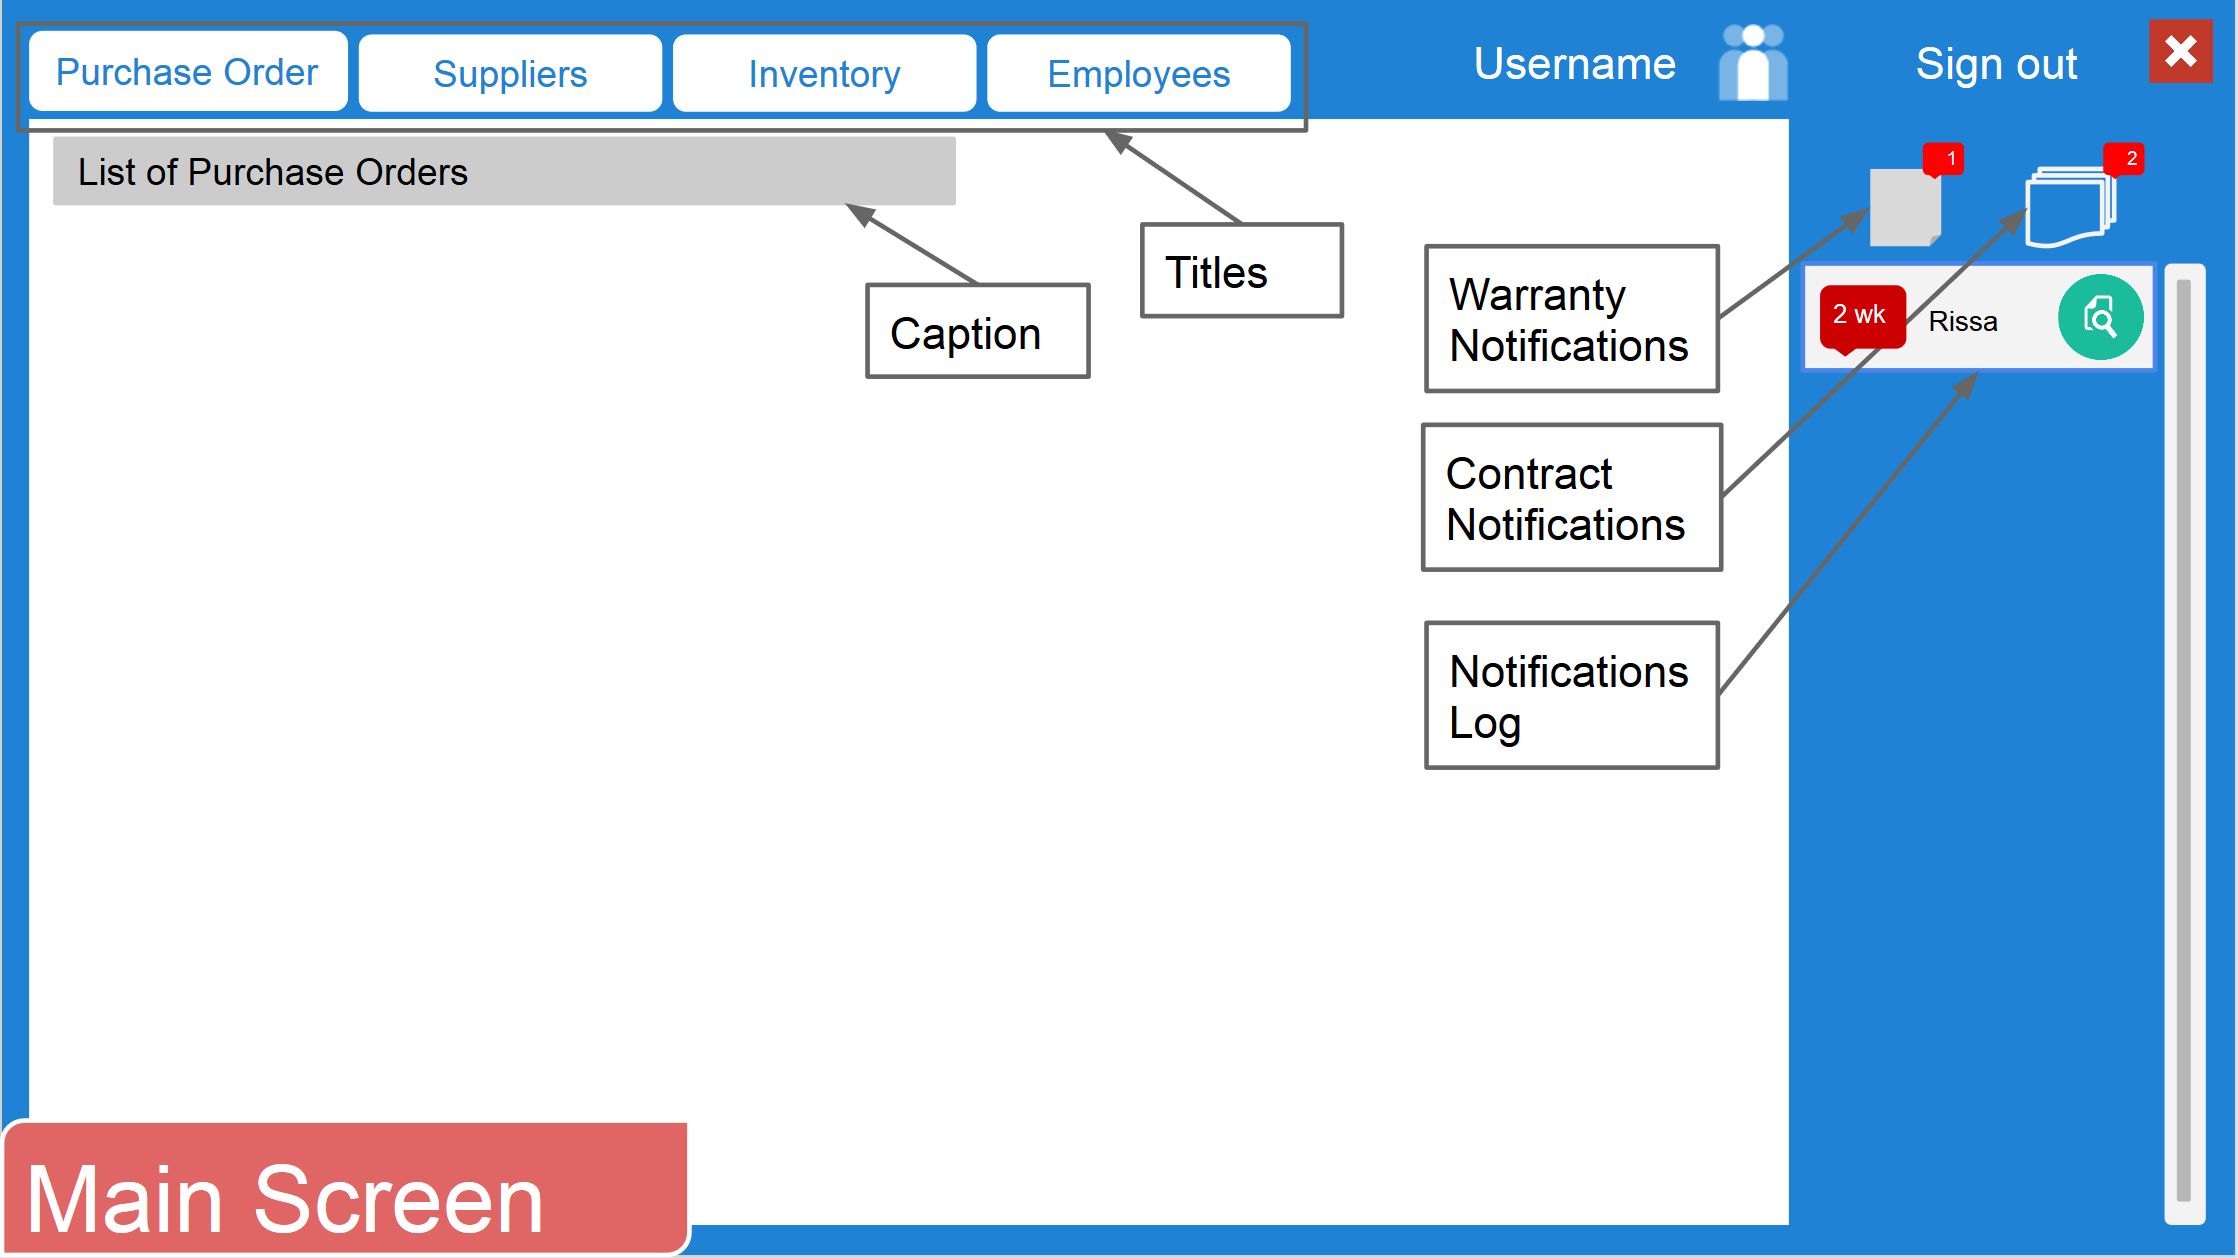 Purchase Order
Suppliers
Inventory
Employees
Username
Sign out
List of Purchase Orders
1
2
Titles
Caption
Warranty
Notifications
2 wk
Rissa
Contract
Notifications
Notifications
Log
Main Screen